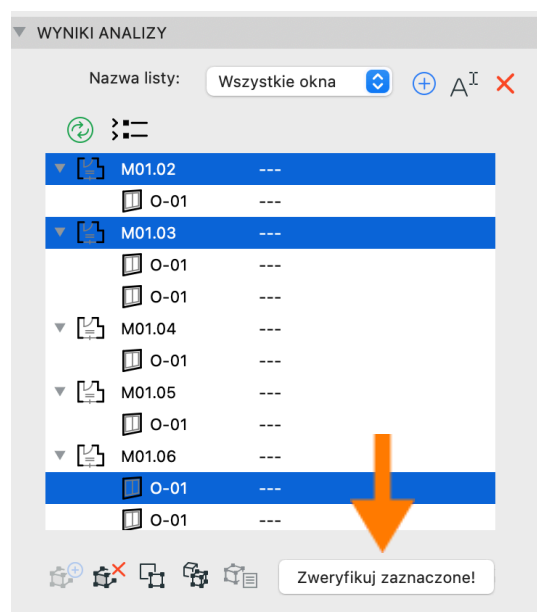 WYNIKI ANALIZY
Nazwa listy: Wszystkie okna
M01.02 ---
O-01 ---
M01.03 ---
O-01 ---
O-01 ---
M01.04 ---
O-01 ---
M01.05 ---
O-01 ---
M01.06 ---
O-01 ---
O-01 ---
Zweryfikuj zaznaczone!